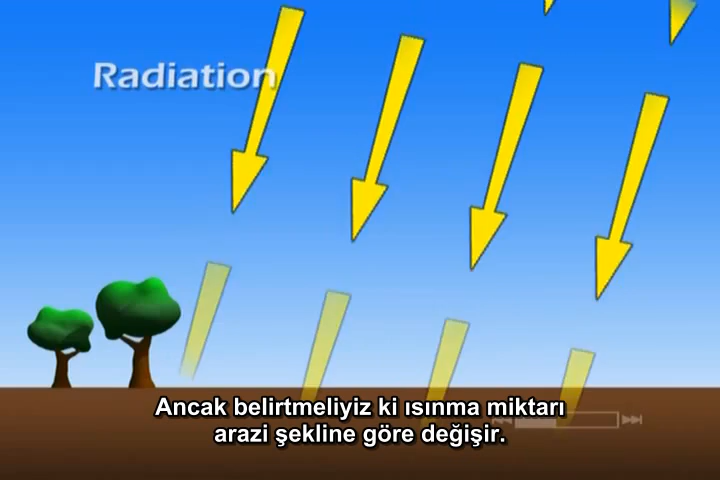 Radiation
Ancak belirtmeliyiz ki ısınma miktarı
arazi şekline göre değişir.